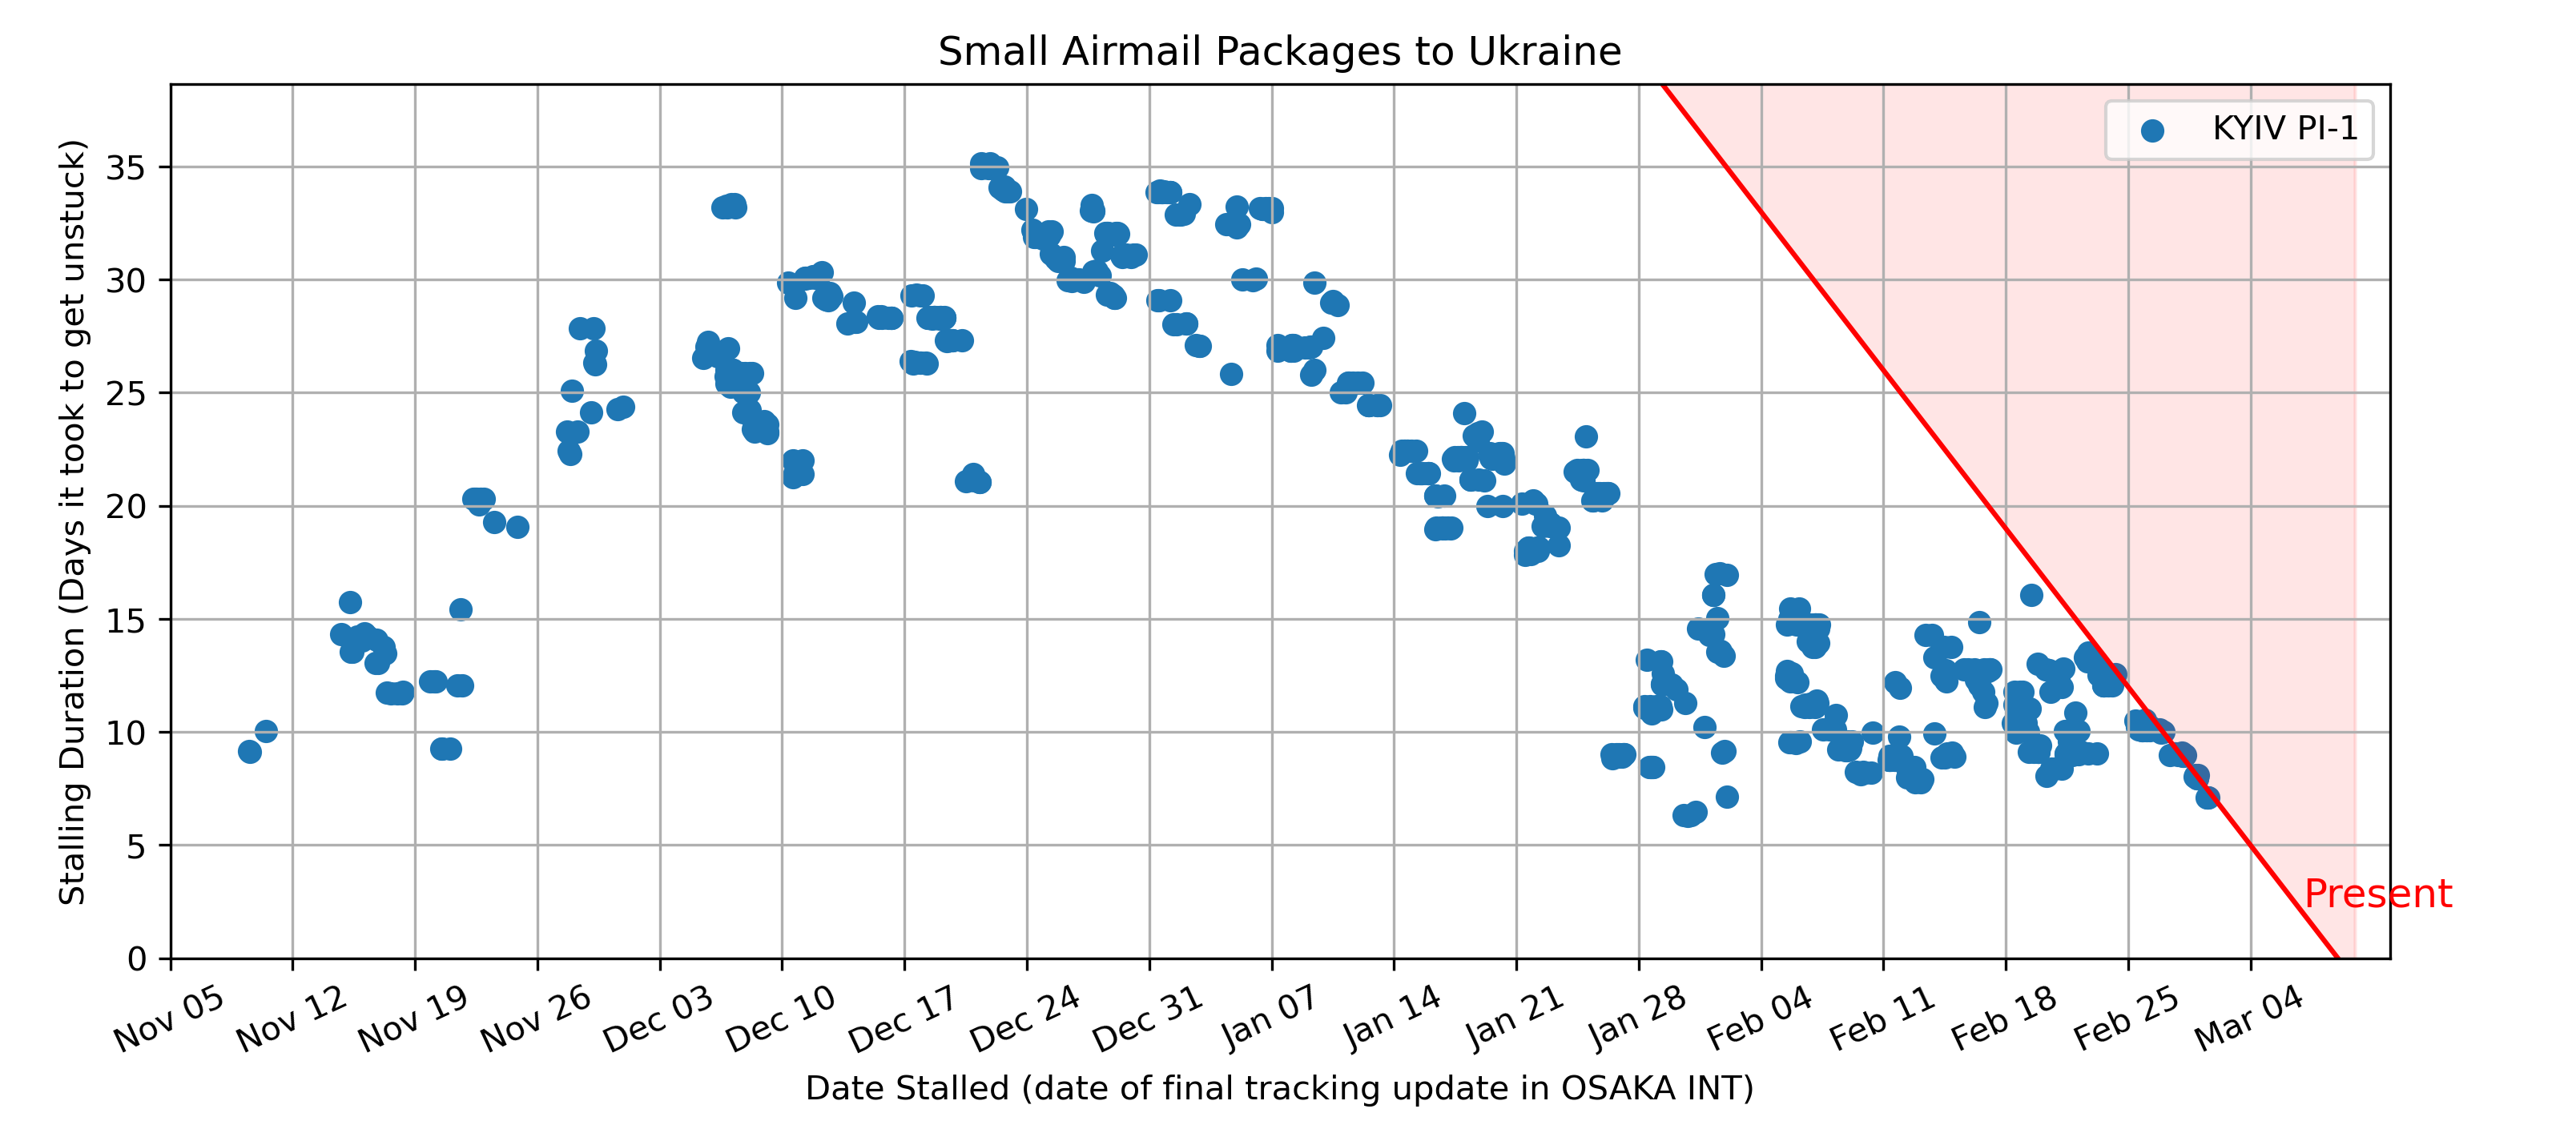 Small Airmail Packages to Ukraine
KYIV PI-1
Stalling Duration (Days it took to get unstuck)
35
30
25
20
15
10
5
0
Present
Nov 05
Nov 12
Nov 19
Nov 26
Dec 03
Dec 10
Dec 17
Dec 24
Dec 31
Jan 07
Jan 14
Jan 21
Jan 28
Feb 04
Feb 11
Feb 18
Feb 25
Mar 04
Date Stalled (date of final tracking update in OSAKA INT)